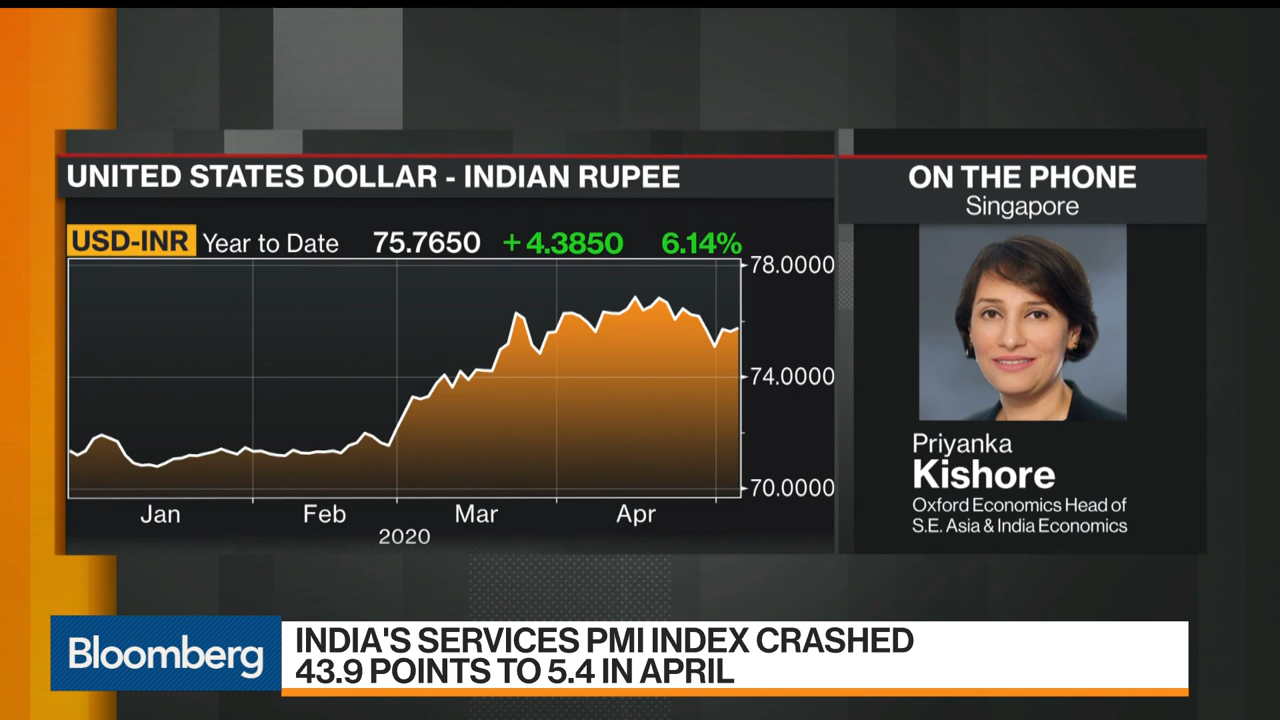 UNITED STATES DOLLAR - INDIAN RUPEE
USD-INR Year to Date 75.7650 +4.3850 6.14%
78.0000
74.0000
70.0000
Jan Feb Mar Apr
2020
ON THE PHONE
Singapore
Priyanka
Kishore
Oxford Economics Head of
S.E. Asia & India Economics
Bloomberg
INDIA'S SERVICES PMI INDEX CRASHED
43.9 POINTS TO 5.4 IN APRIL